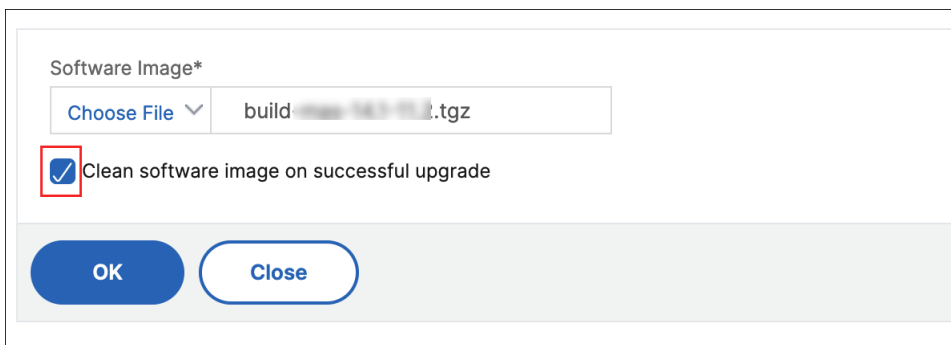 Software Image*
Choose File build .tgz
Clean software image on successful upgrade
OK Close